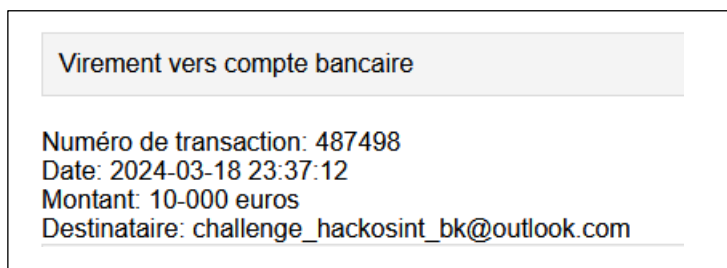 Virement vers compte bancaire
Numéro de transaction: 487498
Date: 2024-03-18 23:37:12
Montant: 10-000 euros
Destinataire: challenge_hackosint_bk@outlook.com